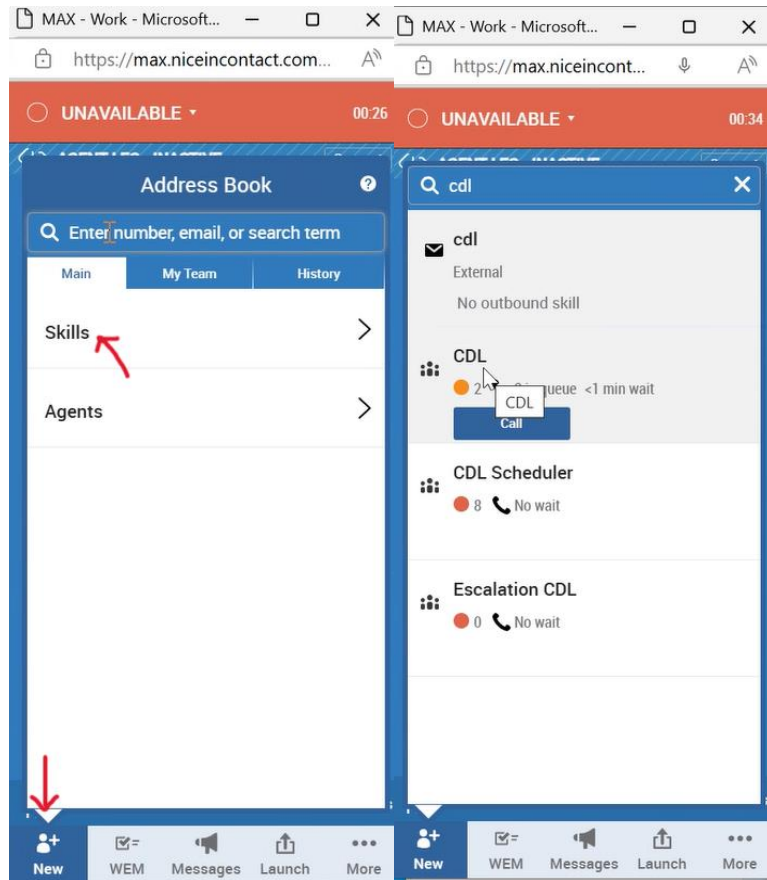 MAX - Work - Microsoft...
https://max.niceincontact.com...
UNAVAILABLE
00:26
Address Book
Enter number, email, or search term
Main
My Team
History
Skills
Agents
New
WEM
Messages
Launch
More
MAX - Work - Microsoft...
https://max.niceincont...
UNAVAILABLE
00:34
cdl
cdl
External
No outbound skill
CDL
2
queue <1 min wait
CDL
Call
CDL Scheduler
8 No wait
Escalation CDL
0 No wait
New
WEM
Messages
Launch
More